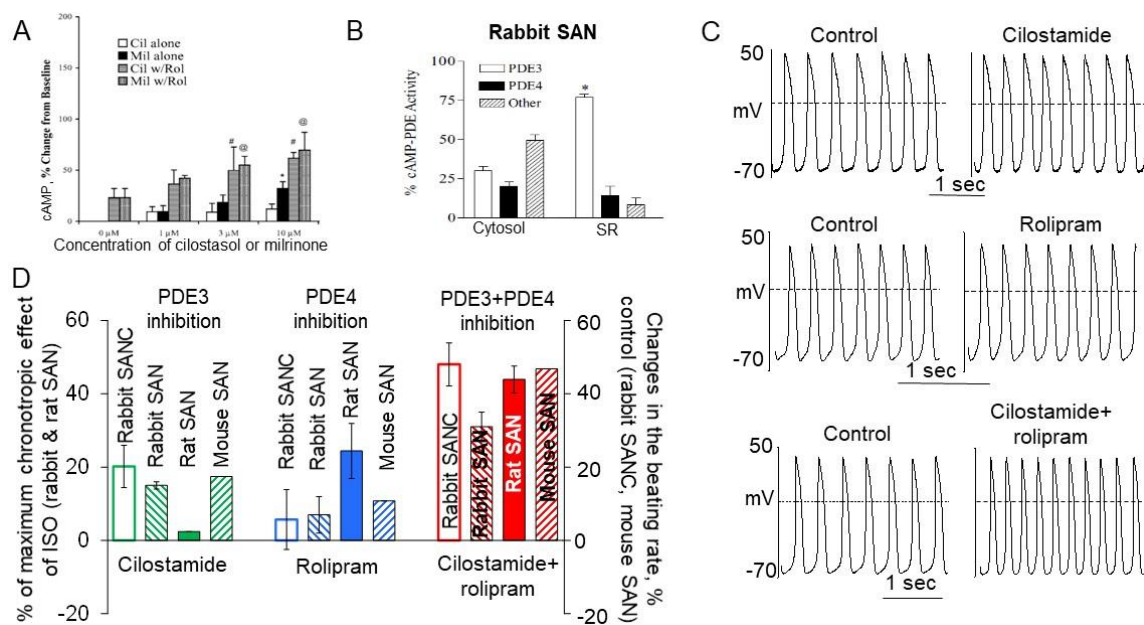 A
200
150
100
50
0
cAMP, % Change from Baseline
Cil alone
Mil alone
Cil w/Rol
Mil w/Rol
#
@
*
#
@
0 µM
1 µM
3 µM
10 µM
Concentration of cilostasol or milrinone
B
Rabbit SAN
100
75
50
25
0
% cAMP-PDE Activity
PDE3
PDE4
Other
*
Cytosol
SR
C
Control
Cilostamide
50
mV
-70
1 sec
Control
Rolipram
50
mV
-70
1 sec
Control
Cilostamide+
rolipram
50
mV
-70
1 sec
D
% of maximum chronotropic effect
of ISO (rabbit & rat SAN)
60
40
20
0
-20
PDE3
inhibition
PDE4
inhibition
PDE3+PDE4
inhibition
Rabbit SANC
Rabbit SAN
Rat SAN
Mouse SAN
Rabbit SANC
Rabbit SAN
Rat SAN
Mouse SAN
Rabbit SANC
Rabbit SAN
Rat SAN
Mouse SAN
Cilostamide
Rolipram
Cilostamide+
rolipram
60
40
20
0
-20
Changes in the beating rate, %
control (rabbit SANC, mouse SAN)